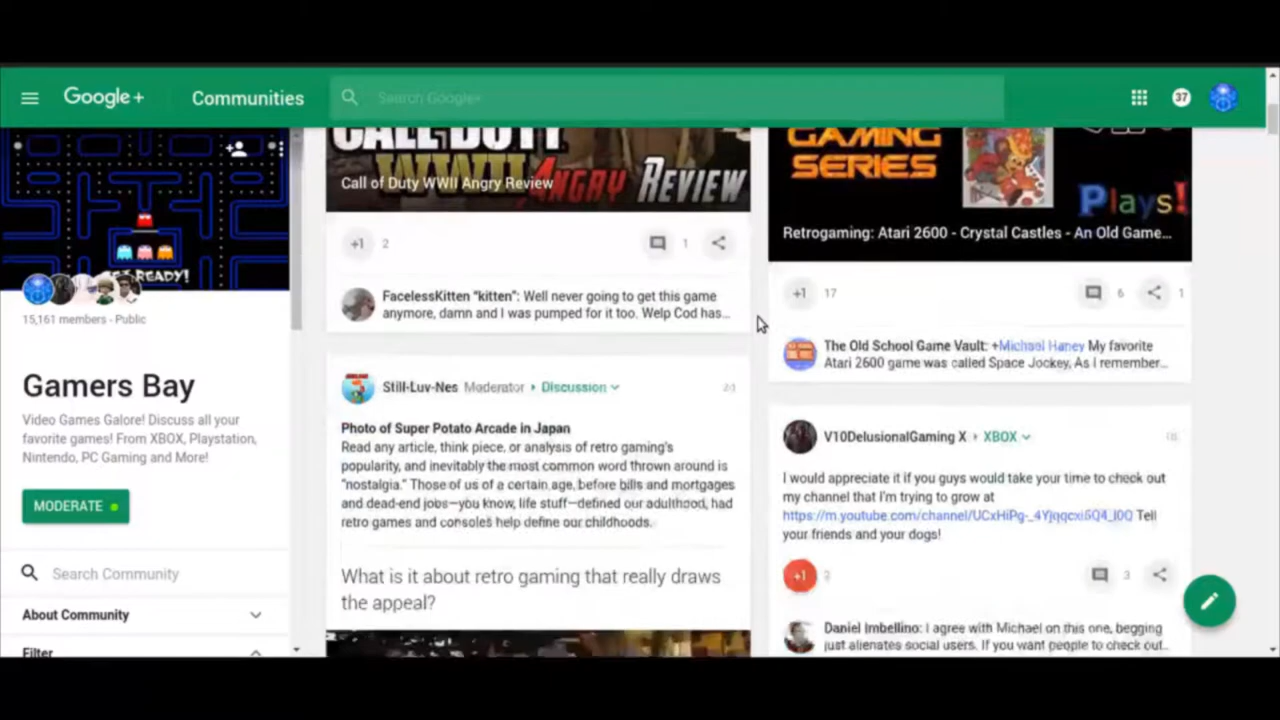 Google+
Communities
Search Google+
37
GET READY!
15,161 members - Public
Gamers Bay
Video Games Galore! Discuss all your
favorite games! From XBOX, Playstation,
Nintendo, PC Gaming and More!
MODERATE
Search Community
About Community
Filter
CALL OF DUTY
WWII ANGRY REVIEW
Call of Duty WWII Angry Review
+1 2
1
FacelessKitten "kitten": Well never going to get this game
anymore, damn and I was pumped for it too. Welp Cod has...
Still-Luv-Nes Moderator Discussion
Photo of Super Potato Arcade in Japan
Read any article, think piece, or analysis of retro gaming's
popularity, and inevitably the most common word thrown around is
"nostalgia." Those of us of a certain age, before bills and mortgages
and dead-end jobs—you know, life stuff—defined our adulthood, had
retro games and consoles help define our childhoods.
What is it about retro gaming that really draws
the appeal?
GAMING
SERIES
Plays!
Retrogaming: Atari 2600 - Crystal Castles - An Old Game...
+1 17
6
1
The Old School Game Vault: +Michael Haney My favorite
Atari 2600 game was called Space Jockey, As I remember...
V10DelusionalGaming X XBOX
I would appreciate it if you guys would take your time to check out
my channel that I'm trying to grow at
Tell
your friends and your dogs!
+1
3
Daniel Imbellino: I agree with Michael on this one, begging
just alienates social users. If you want people to check out...